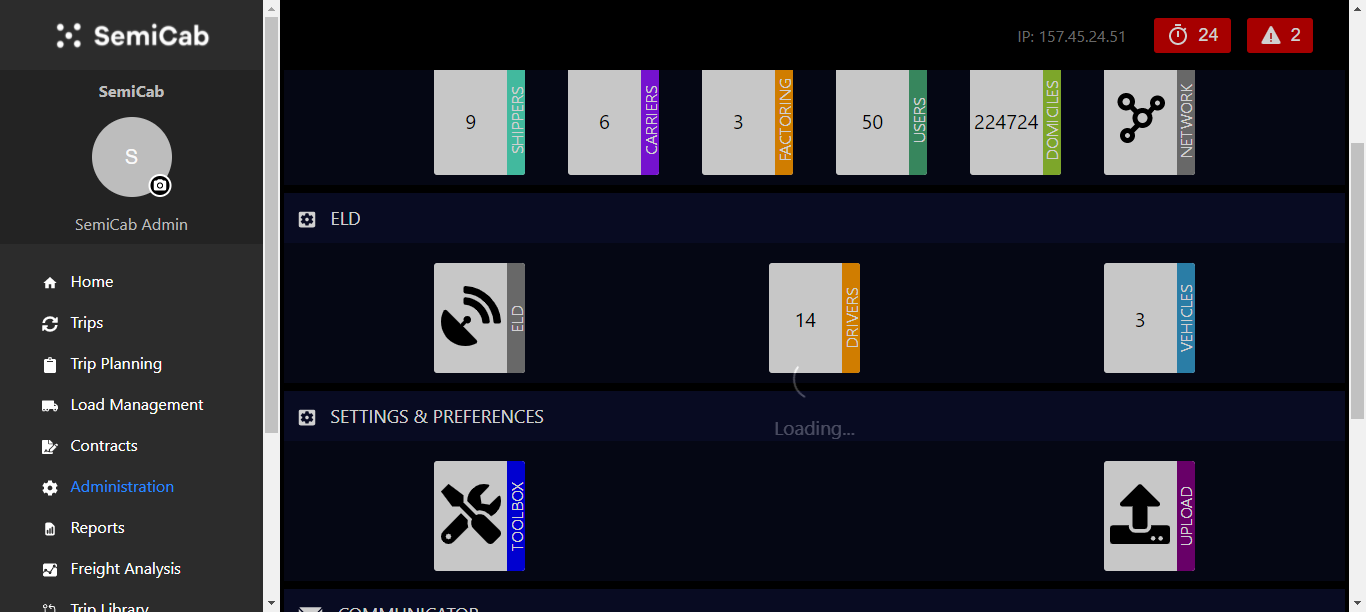 SemiCab
IP: 157.45.24.51
24
2
SemiCab
S
SemiCab Admin
Home
Trips
Trip Planning
Load Management
Contracts
Administration
Reports
Freight Analysis
Trip Library
9
SHIPPERS
6
CARRIERS
3
FACTORING
50
USERS
224724
DOMICILES
NETWORK
ELD
ELD
14
DRIVERS
3
VEHICLES
SETTINGS & PREFERENCES
Loading...
TOOLBOX
UPLOAD
COMMUNICATOR